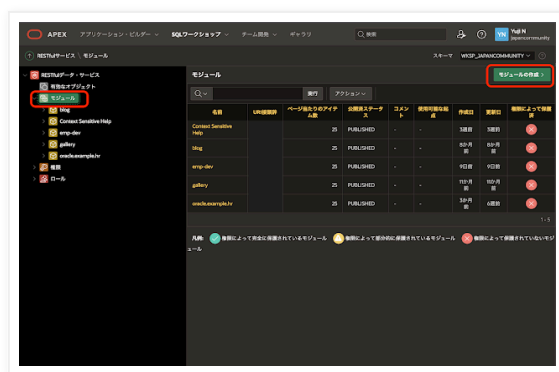 APEX アプリケーション・ビルダー SQLワークショップ チーム開発 ギャラリ 検索 YN Yuji N japancommunity
RESTfulサービス \ モジュール スキーマ WKSP_JAPANCOMMUNITY
RESTfulデータ・サービス
有効なオブジェクト
モジュール
blog
Context Sensitive Help
emp-dev
gallery
oracle.example.hr
権限
ロール
モジュール モジュールの作成
実行 アクション
名前 URI接頭辞 ページ当たりのアイテム数 公開済ステータス コメント 使用可能な起点 作成日 更新日 権限によって保護済
Context Sensitive Help 25 PUBLISHED - - 3週前
blog 25 PUBLISHED - - 8か月前
emp-dev 25 PUBLISHED - - 9日前 9日前
gallery 25 PUBLISHED - - 11か月前
oracle.example.hr 25 PUBLISHED - - 3か月前 6週前
1 - 5
凡例: 権限によって完全に保護されているモジュール 権限によって部分的に保護されているモジュール 権限によって保護されていないモジュール